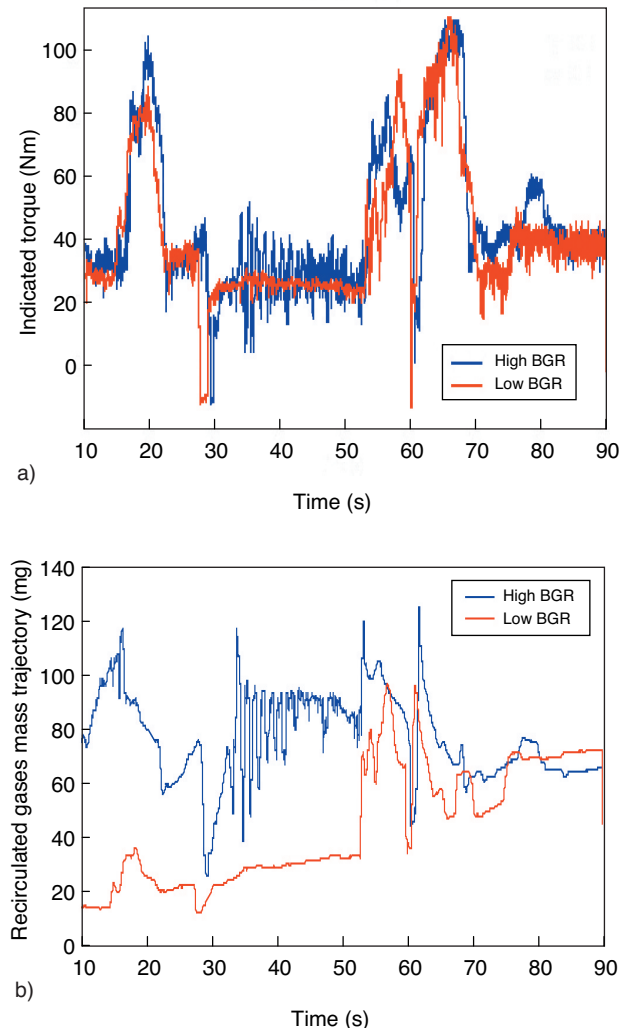 100
80
60
40
20
0
Indicated torque (Nm)
High BGR
Low BGR
10 20 30 40 50 60 70 80 90
a)
Time (s)
140
120
100
80
60
40
20
0
Recirculated gases mass trajectory (mg)
High BGR
Low BGR
10 20 30 40 50 60 70 80 90
b)
Time (s)